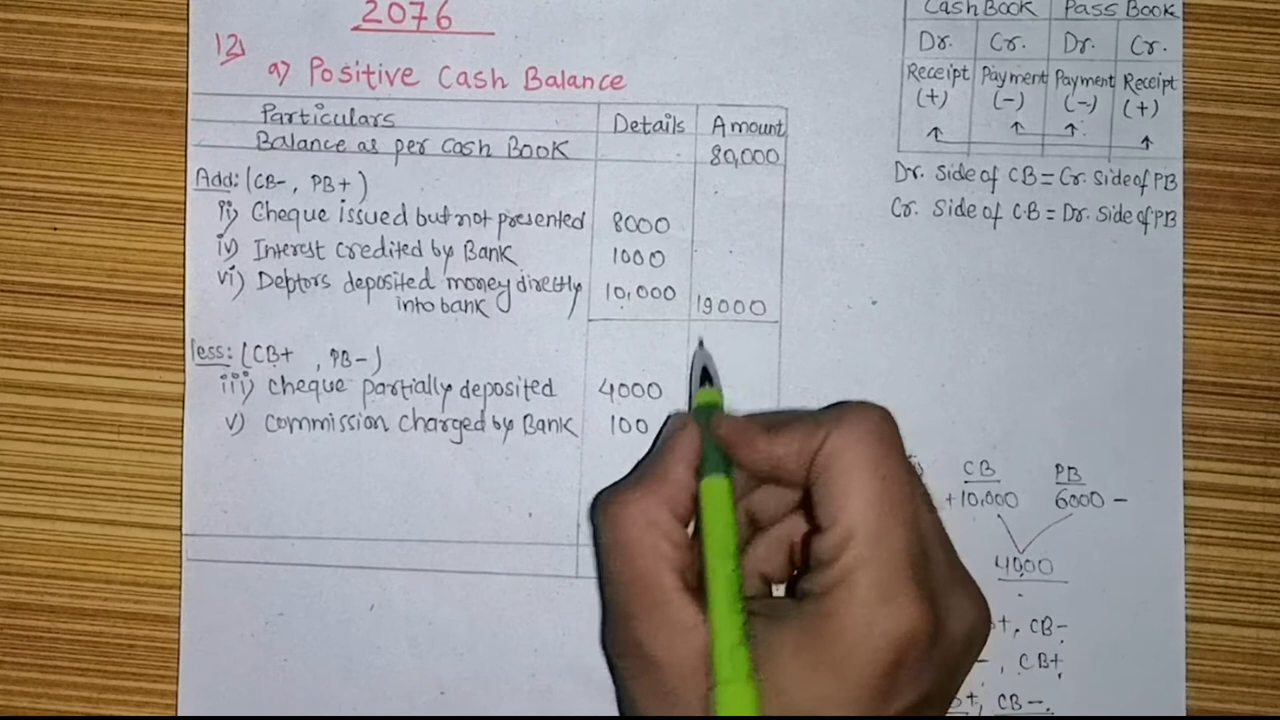 2076
12)
a) Positive Cash Balance
Particulars Details Amount
Balance as per Cash Book 80,000
Add: (CB-, PB+)
ii) Cheque issued but not presented 8000
iv) Interest credited by Bank 1000
vi) Debtors deposited money directly
into bank 10,000 19000
less: (CB+ , PB-)
iii) Cheque partially deposited 4000
v) Commission charged by Bank 100
Cash Book Pass Book
Dr. Cr. Dr. Cr.
Receipt Payment Payment Receipt
(+) (-) (-) (+)
Dr. Side of CB = Cr. Side of PB
Cr. Side of CB = Dr. Side of PB
CB PB
+10,000 6000 -
4000
+, CB-
-, CB+
+, CB-.